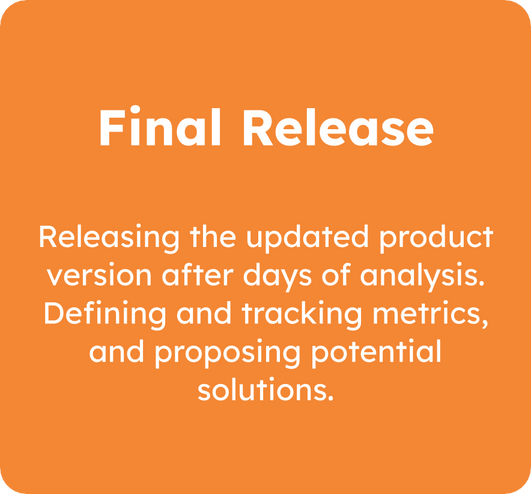 Final Release
Releasing the updated product
version after days of analysis.
Defining and tracking metrics,
and proposing potential
solutions.